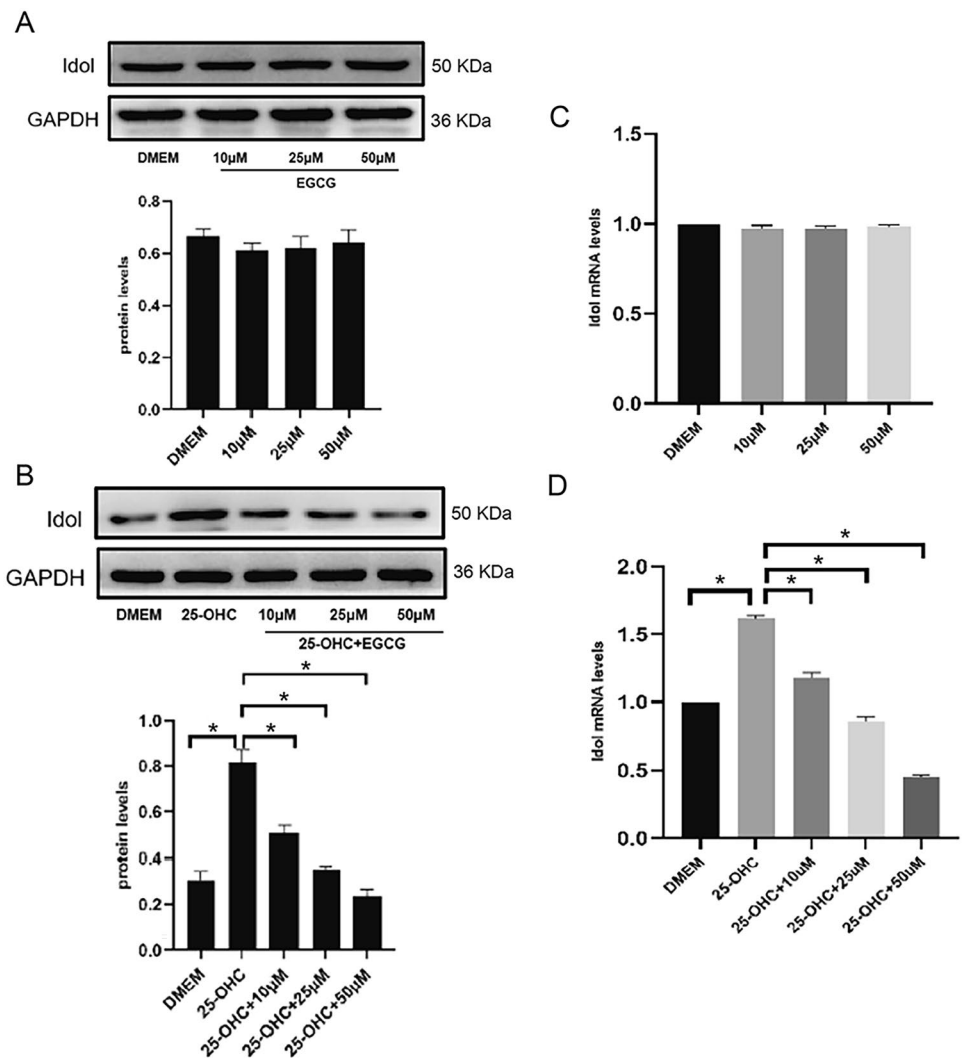 A
Idol
50 KDa
GAPDH
36 KDa
DMEM 10μM 25μM 50μM
EGCG
protein levels
0.8
0.6
0.4
0.2
0.0
DMEM
10μM
25μM
50μM
C
Idol mRNA levels
1.5
1.0
0.5
0.0
DMEM
10μM
25μM
50μM
B
Idol
50 KDa
GAPDH
36 KDa
DMEM 25-OHC 10μM 25μM 50μM
25-OHC+EGCG
*
*
* *
protein levels
1.0
0.8
0.6
0.4
0.2
0.0
DMEM
25-OHC
25-OHC+10μM
25-OHC+25μM
25-OHC+50μM
D
*
*
* *
Idol mRNA levels
2.0
1.5
1.0
0.5
0.0
DMEM
25-OHC
25-OHC+10uM
25-OHC+25uM
25-OHC+50uM